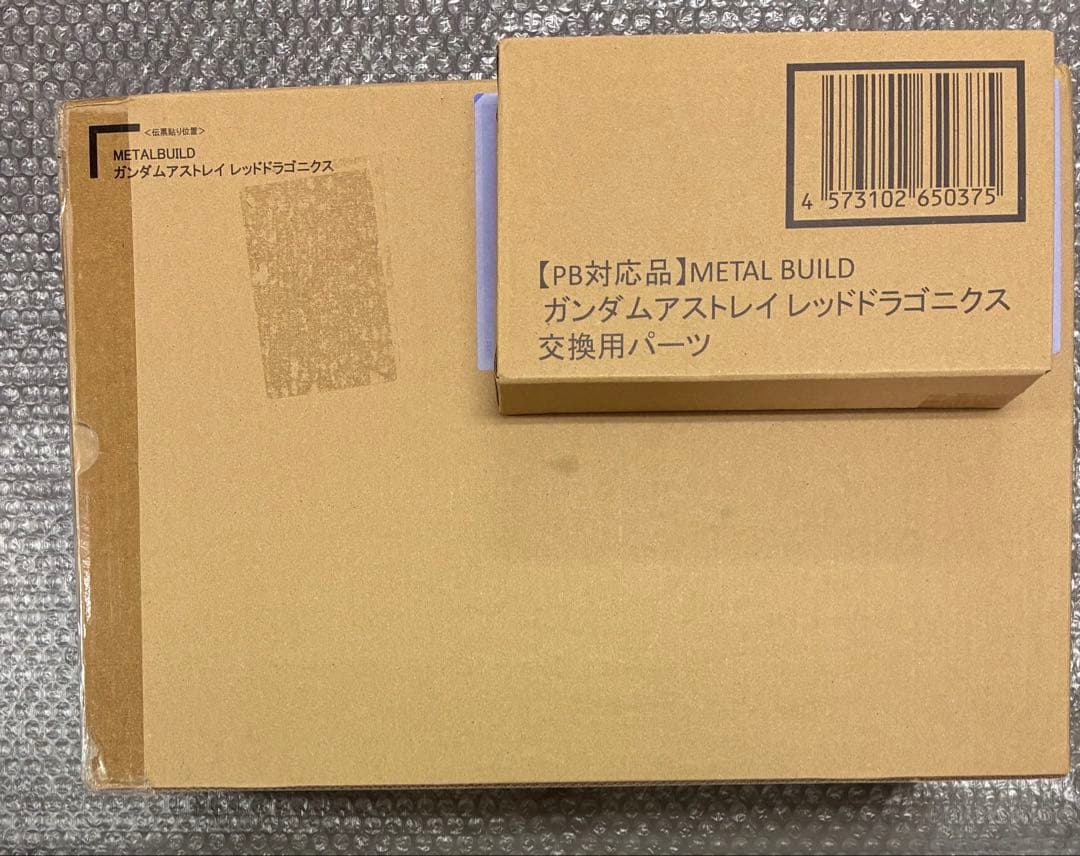 <伝票貼り位置>
METALBUILD
ガンダムアストレイ レッドドラゴニクス
4 573102 650375
【PB対応品】METAL BUILD
ガンダムアストレイ レッドドラゴニクス
交換用パーツ